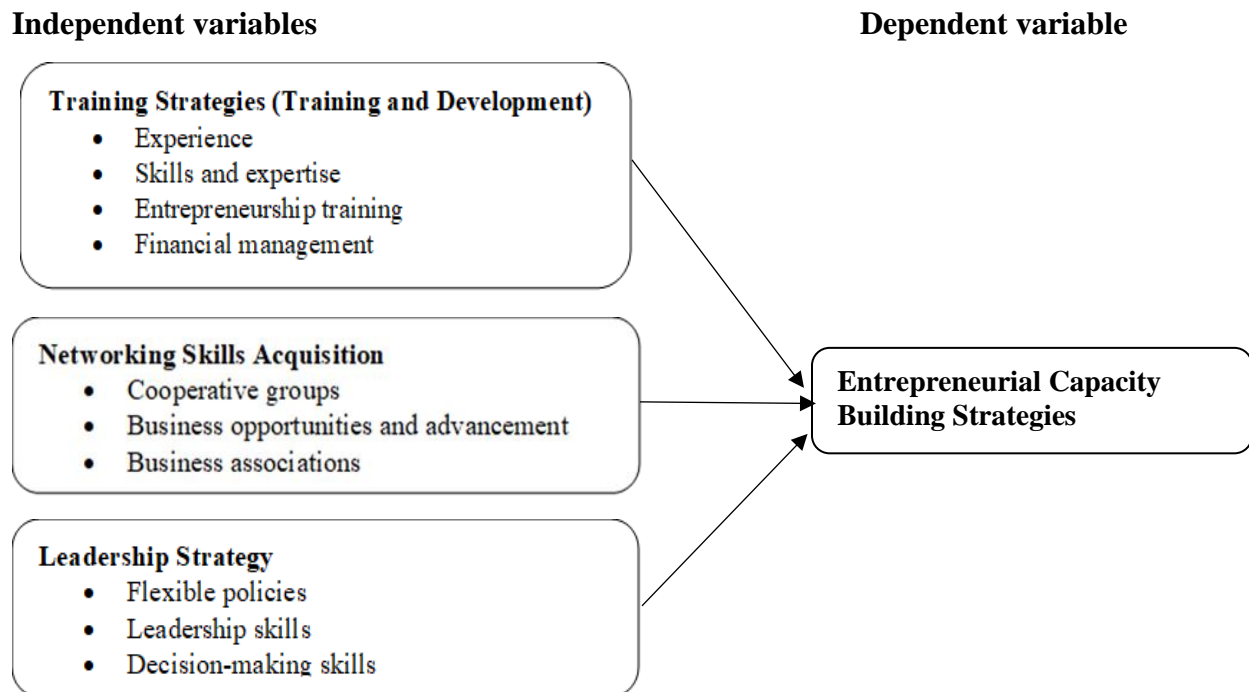 Independent variables
Dependent variable
Training Strategies (Training and Development)
• Experience
• Skills and expertise
• Entrepreneurship training
• Financial management
Networking Skills Acquisition
• Cooperative groups
• Business opportunities and advancement
• Business associations
Leadership Strategy
• Flexible policies
• Leadership skills
• Decision-making skills
Entrepreneurial Capacity
Building Strategies